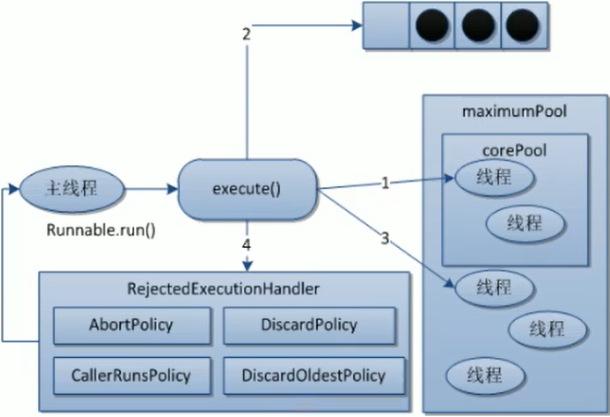 2
maximumPool
corePool
线程
线程
主线程
execute()
1
3
Runnable.run()
4
线程
线程
线程
RejectedExecutionHandler
AbortPolicy
DiscardPolicy
CallerRunsPolicy
DiscardOldestPolicy